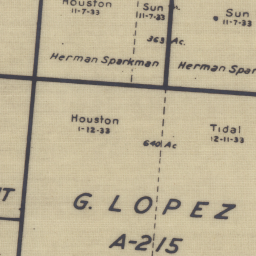 Houston
11-7-33
Sun
11-7-33
Sun
11-7-33
363 Ac.
Herman Sparkman
Herman Spar
Houston
1-12-33
640 Ac
Tidal
12-11-33
G. LOPEZ
A-215